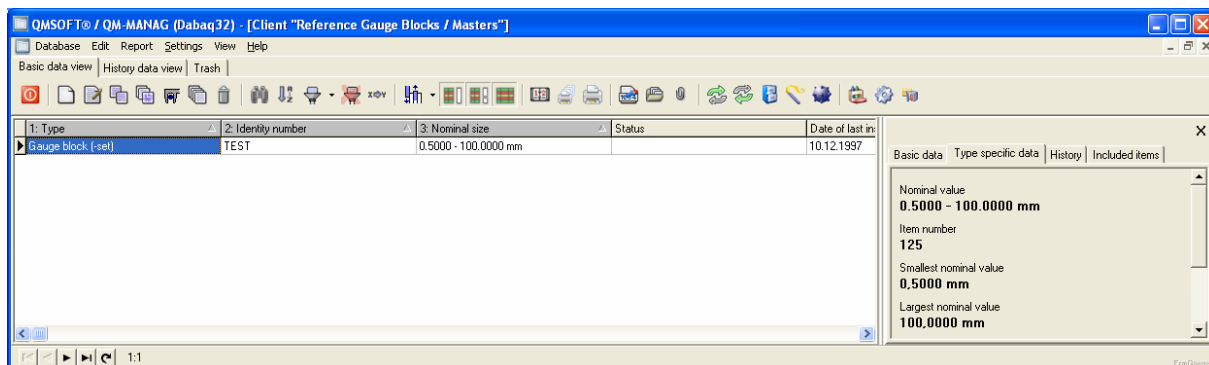 QMSOFT® / QM-MANAG (Dabaq32) - [Client "Reference Gauge Blocks / Masters"]
Database Edit Report Settings View Help
Basic data view History data view Trash
1: Type 2: Identity number 3: Nominal size Status Date of last in
Gauge block (-set) TEST 0.5000 - 100.0000 mm 10.12.1997
Basic data Type specific data History Included items
Nominal value
0.5000 - 100.0000 mm
Item number
125
Smallest nominal value
0,5000 mm
Largest nominal value
100,0000 mm
1:1